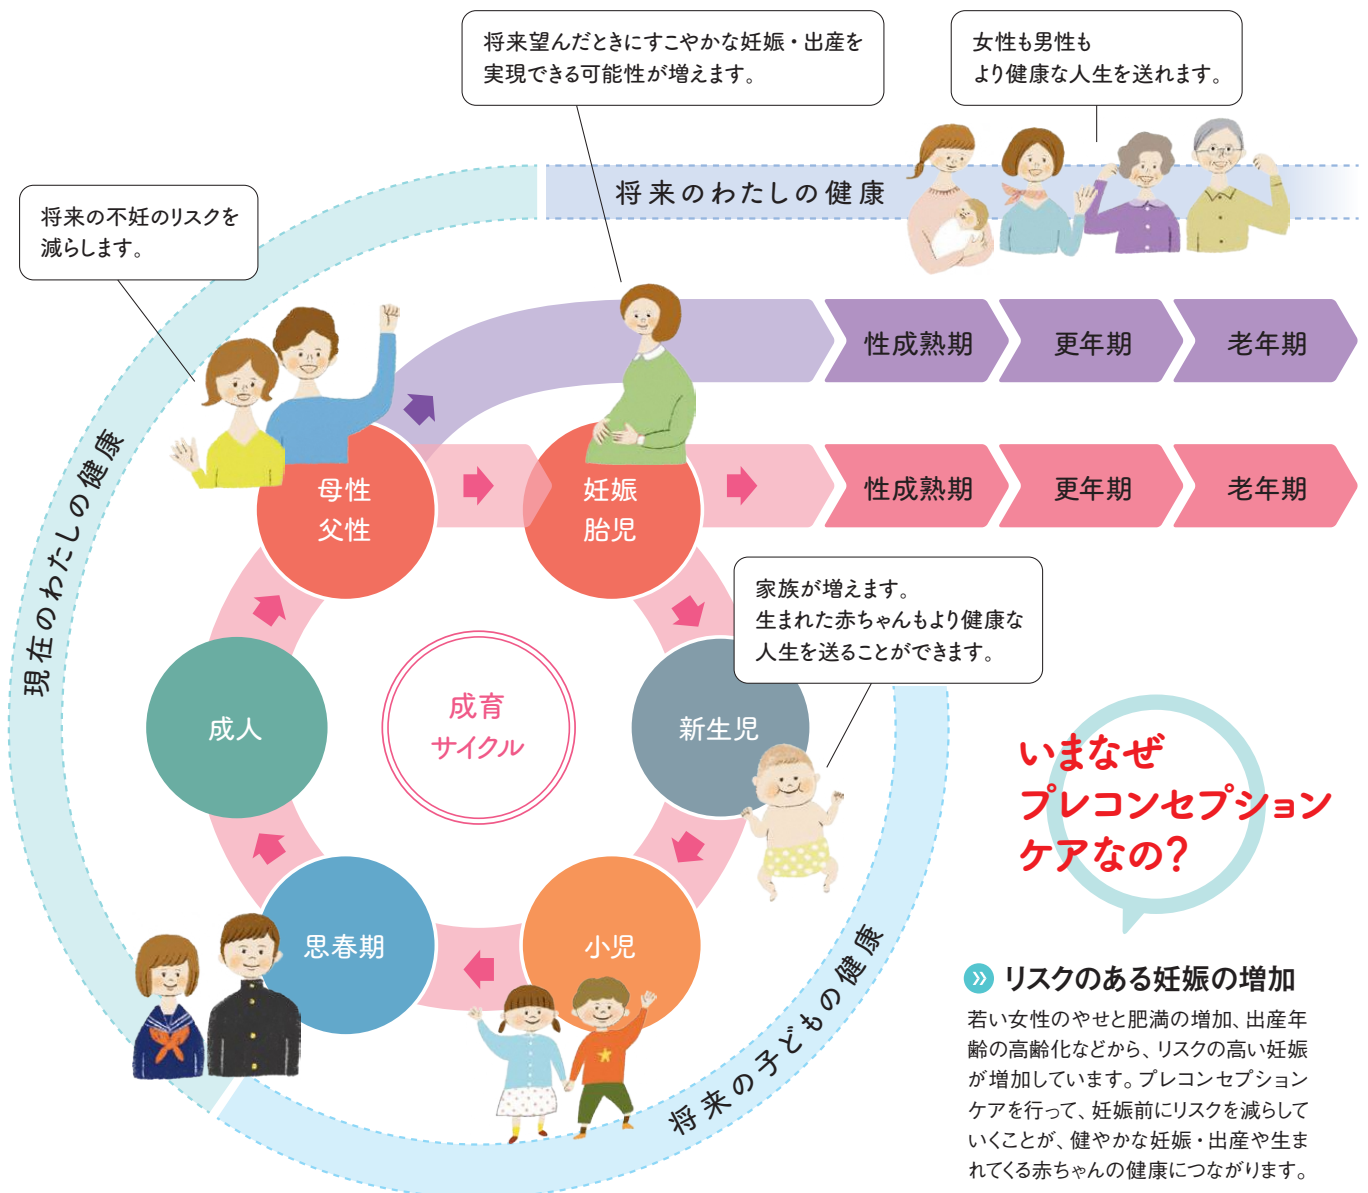 将来望んだときにすこやかな妊娠・出産を
実現できる可能性が増えます。
女性も男性も
より健康な人生を送れます。
将来のわたしの健康
将来の不妊のリスクを
減らします。
現在のわたしの健康
性成熟期
更年期
老年期
性成熟期
更年期
老年期
母性
父性
妊娠
胎児
家族が増えます。
生まれた赤ちゃんもより健康な
人生を送ることができます。
成人
成育
サイクル
新生児
思春期
小児
将来の子どもの健康
いまなぜ
プレコンセプション
ケアなの?
リスクのある妊娠の増加
若い女性のやせと肥満の増加、出産年
齢の高齢化などから、リスクの高い妊娠
が増加しています。プレコンセプション
ケアを行って、妊娠前にリスクを減らして
いくことが、健やかな妊娠・出産や生ま
れてくる赤ちゃんの健康につながります。